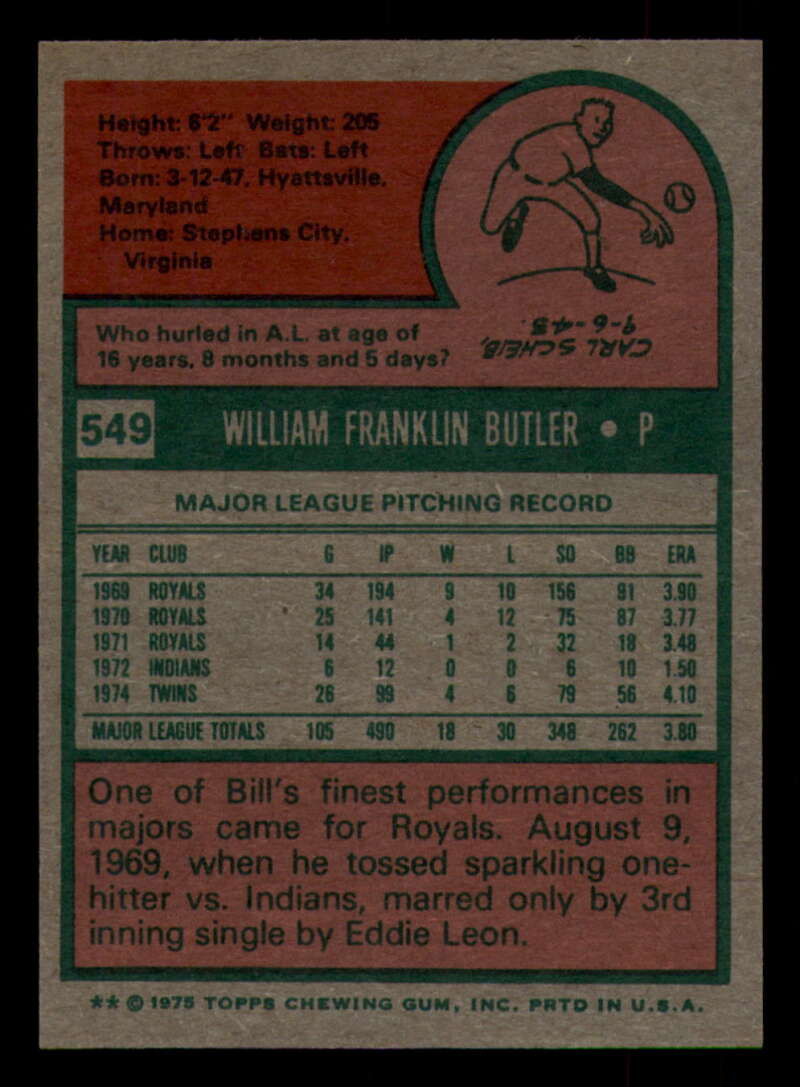 Height: 6'2" Weight: 205
Throws: Left Bats: Left
Born: 3-12-47, Hyattsville,
Maryland
Home: Stephens City,
Virginia
Who hurled in A.L. at age of
16 years, 8 months and 5 days?
CARL SCHEIB,
9-6-43.
549 WILLIAM FRANKLIN BUTLER • P
MAJOR LEAGUE PITCHING RECORD
YEAR CLUB G IP W L SO BB ERA
1969 ROYALS 34 194 9 10 156 91 3.90
1970 ROYALS 25 141 4 12 75 87 3.77
1971 ROYALS 14 44 1 2 32 18 3.48
1972 INDIANS 6 12 0 0 6 10 1.50
1974 TWINS 26 99 4 6 79 56 4.10
MAJOR LEAGUE TOTALS 105 490 18 30 348 262 3.80
One of Bill's finest performances in
majors came for Royals. August 9,
1969, when he tossed sparkling one-
hitter vs. Indians, marred only by 3rd
inning single by Eddie Leon.
** © 1975 TOPPS CHEWING GUM, INC. PRTD IN U.S.A.